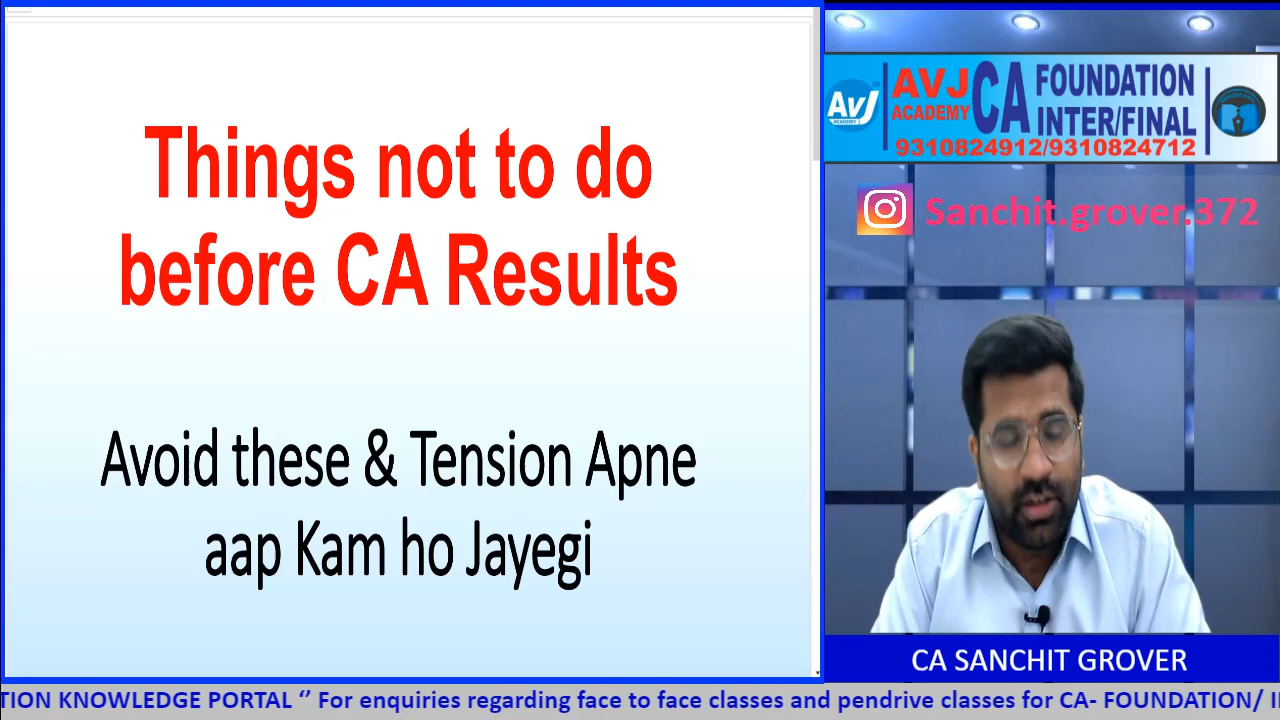 Things not to do
before CA Results
Avoid these & Tension Apne
aap Kam ho Jayegi
AVJ
ACADEMY
AVJ
ACADEMY
CA
FOUNDATION
INTER/FINAL
9310824912/9310824712
Sanchit.grover.372
CA SANCHIT GROVER
TION KNOWLEDGE PORTAL “ For enquiries regarding face to face classes and pendrive classes for CA- FOUNDATION/ I